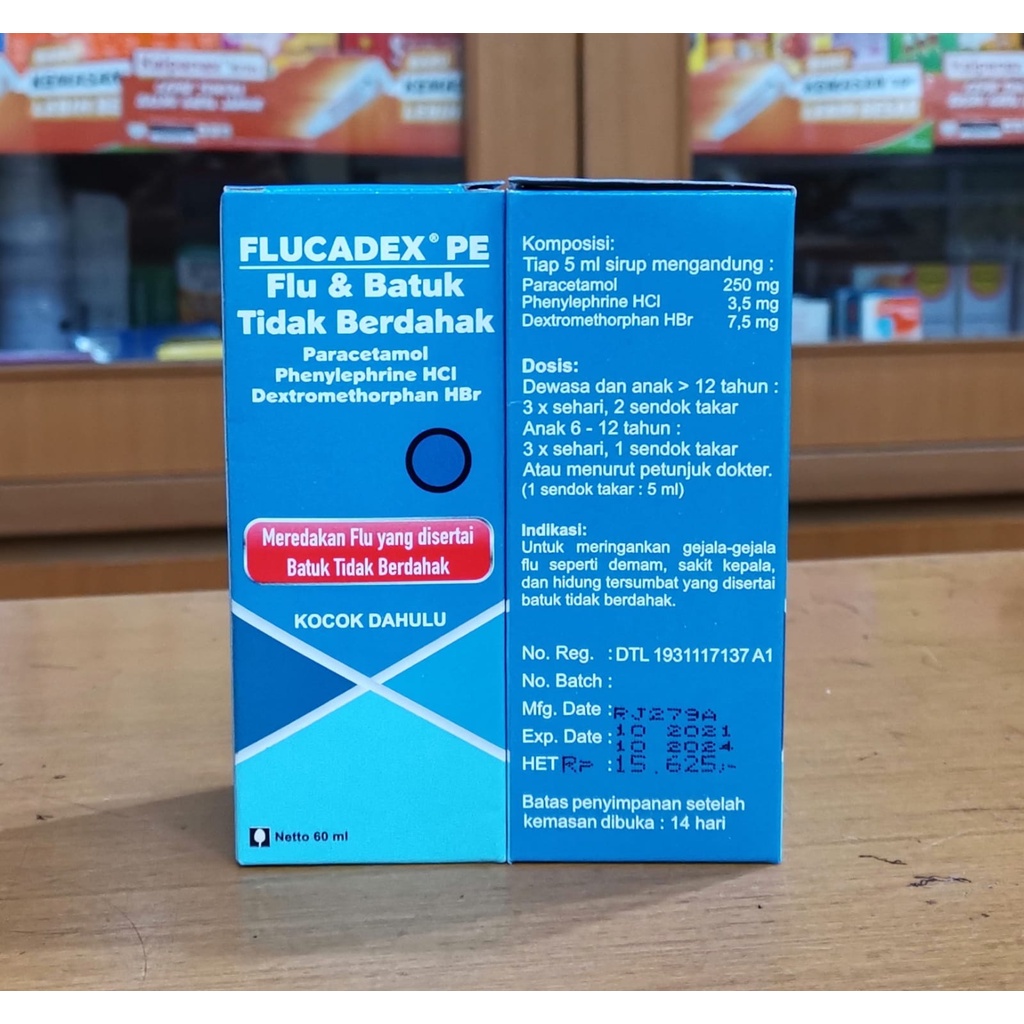 FLUCADEX® PE
Flu & Batuk
Tidak Berdahak
Paracetamol
Phenylephrine HCl
Dextromethorphan HBr
Meredakan Flu yang disertai
Batuk Tidak Berdahak
KOCOK DAHULU
Netto 60 ml
Komposisi:
Tiap 5 ml sirup mengandung :
Paracetamol 250 mg
Phenylephrine HCl 3,5 mg
Dextromethorphan HBr 7,5 mg
Dosis:
Dewasa dan anak > 12 tahun :
3 x sehari, 2 sendok takar
Anak 6 - 12 tahun :
3 x sehari, 1 sendok takar
Atau menurut petunjuk dokter.
(1 sendok takar : 5 ml)
Indikasi:
Untuk meringankan gejala-gejala
flu seperti demam, sakit kepala,
dan hidung tersumbat yang disertai
batuk tidak berdahak.
No. Reg. : DTL 1931117137 A1
No. Batch :
Mfg. Date : RJ279A
10 2021
Exp. Date :
10 2024
HET Rp : 15.625,-
Batas penyimpanan setelah
kemasan dibuka : 14 hari
KEMASAN
KEMASAN